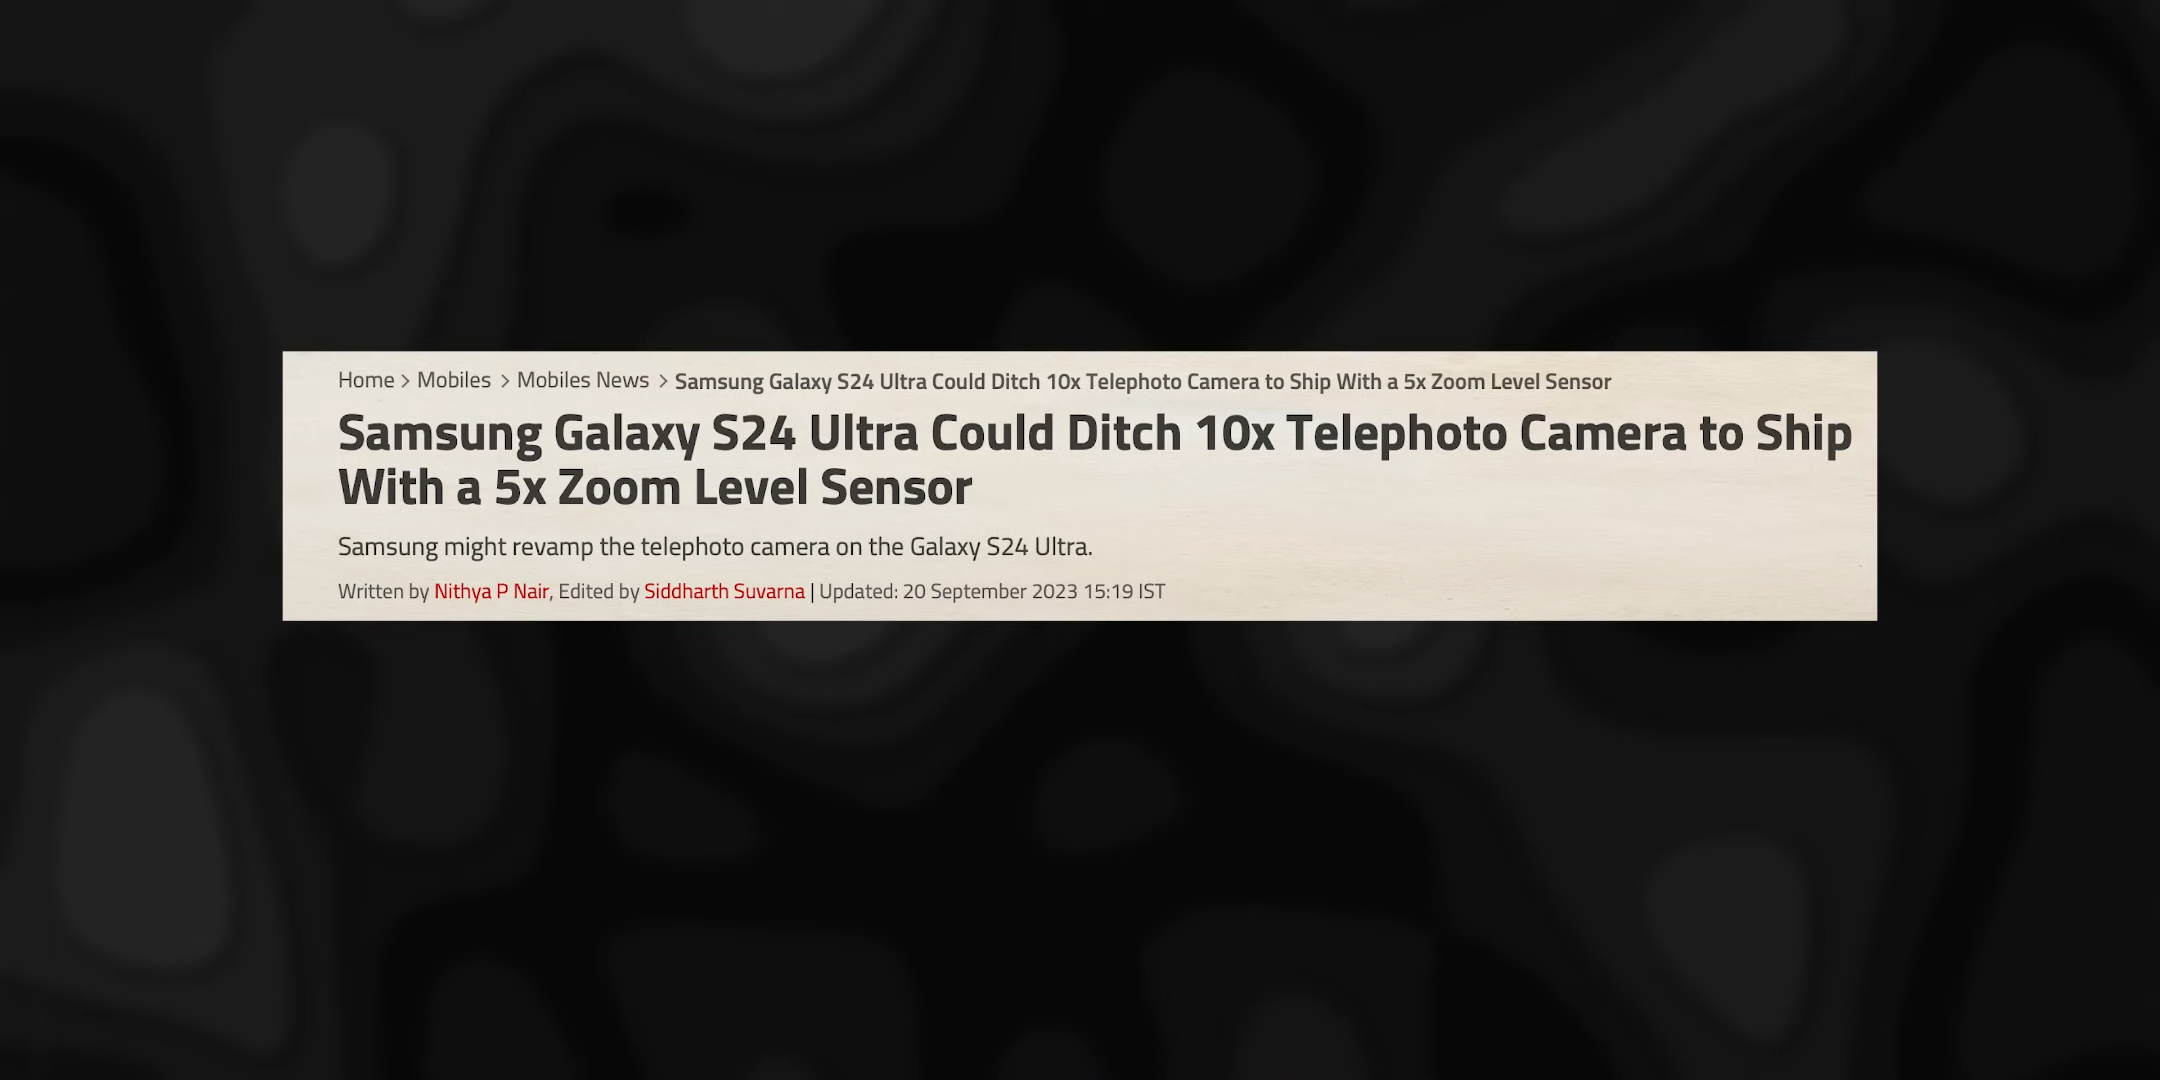 Home > Mobiles > Mobiles News > Samsung Galaxy S24 Ultra Could Ditch 10x Telephoto Camera to Ship With a 5x Zoom Level Sensor
Samsung Galaxy S24 Ultra Could Ditch 10x Telephoto Camera to Ship
With a 5x Zoom Level Sensor
Samsung might revamp the telephoto camera on the Galaxy S24 Ultra.
Written by Nithya P Nair, Edited by Siddharth Suvarna | Updated: 20 September 2023 15:19 IST